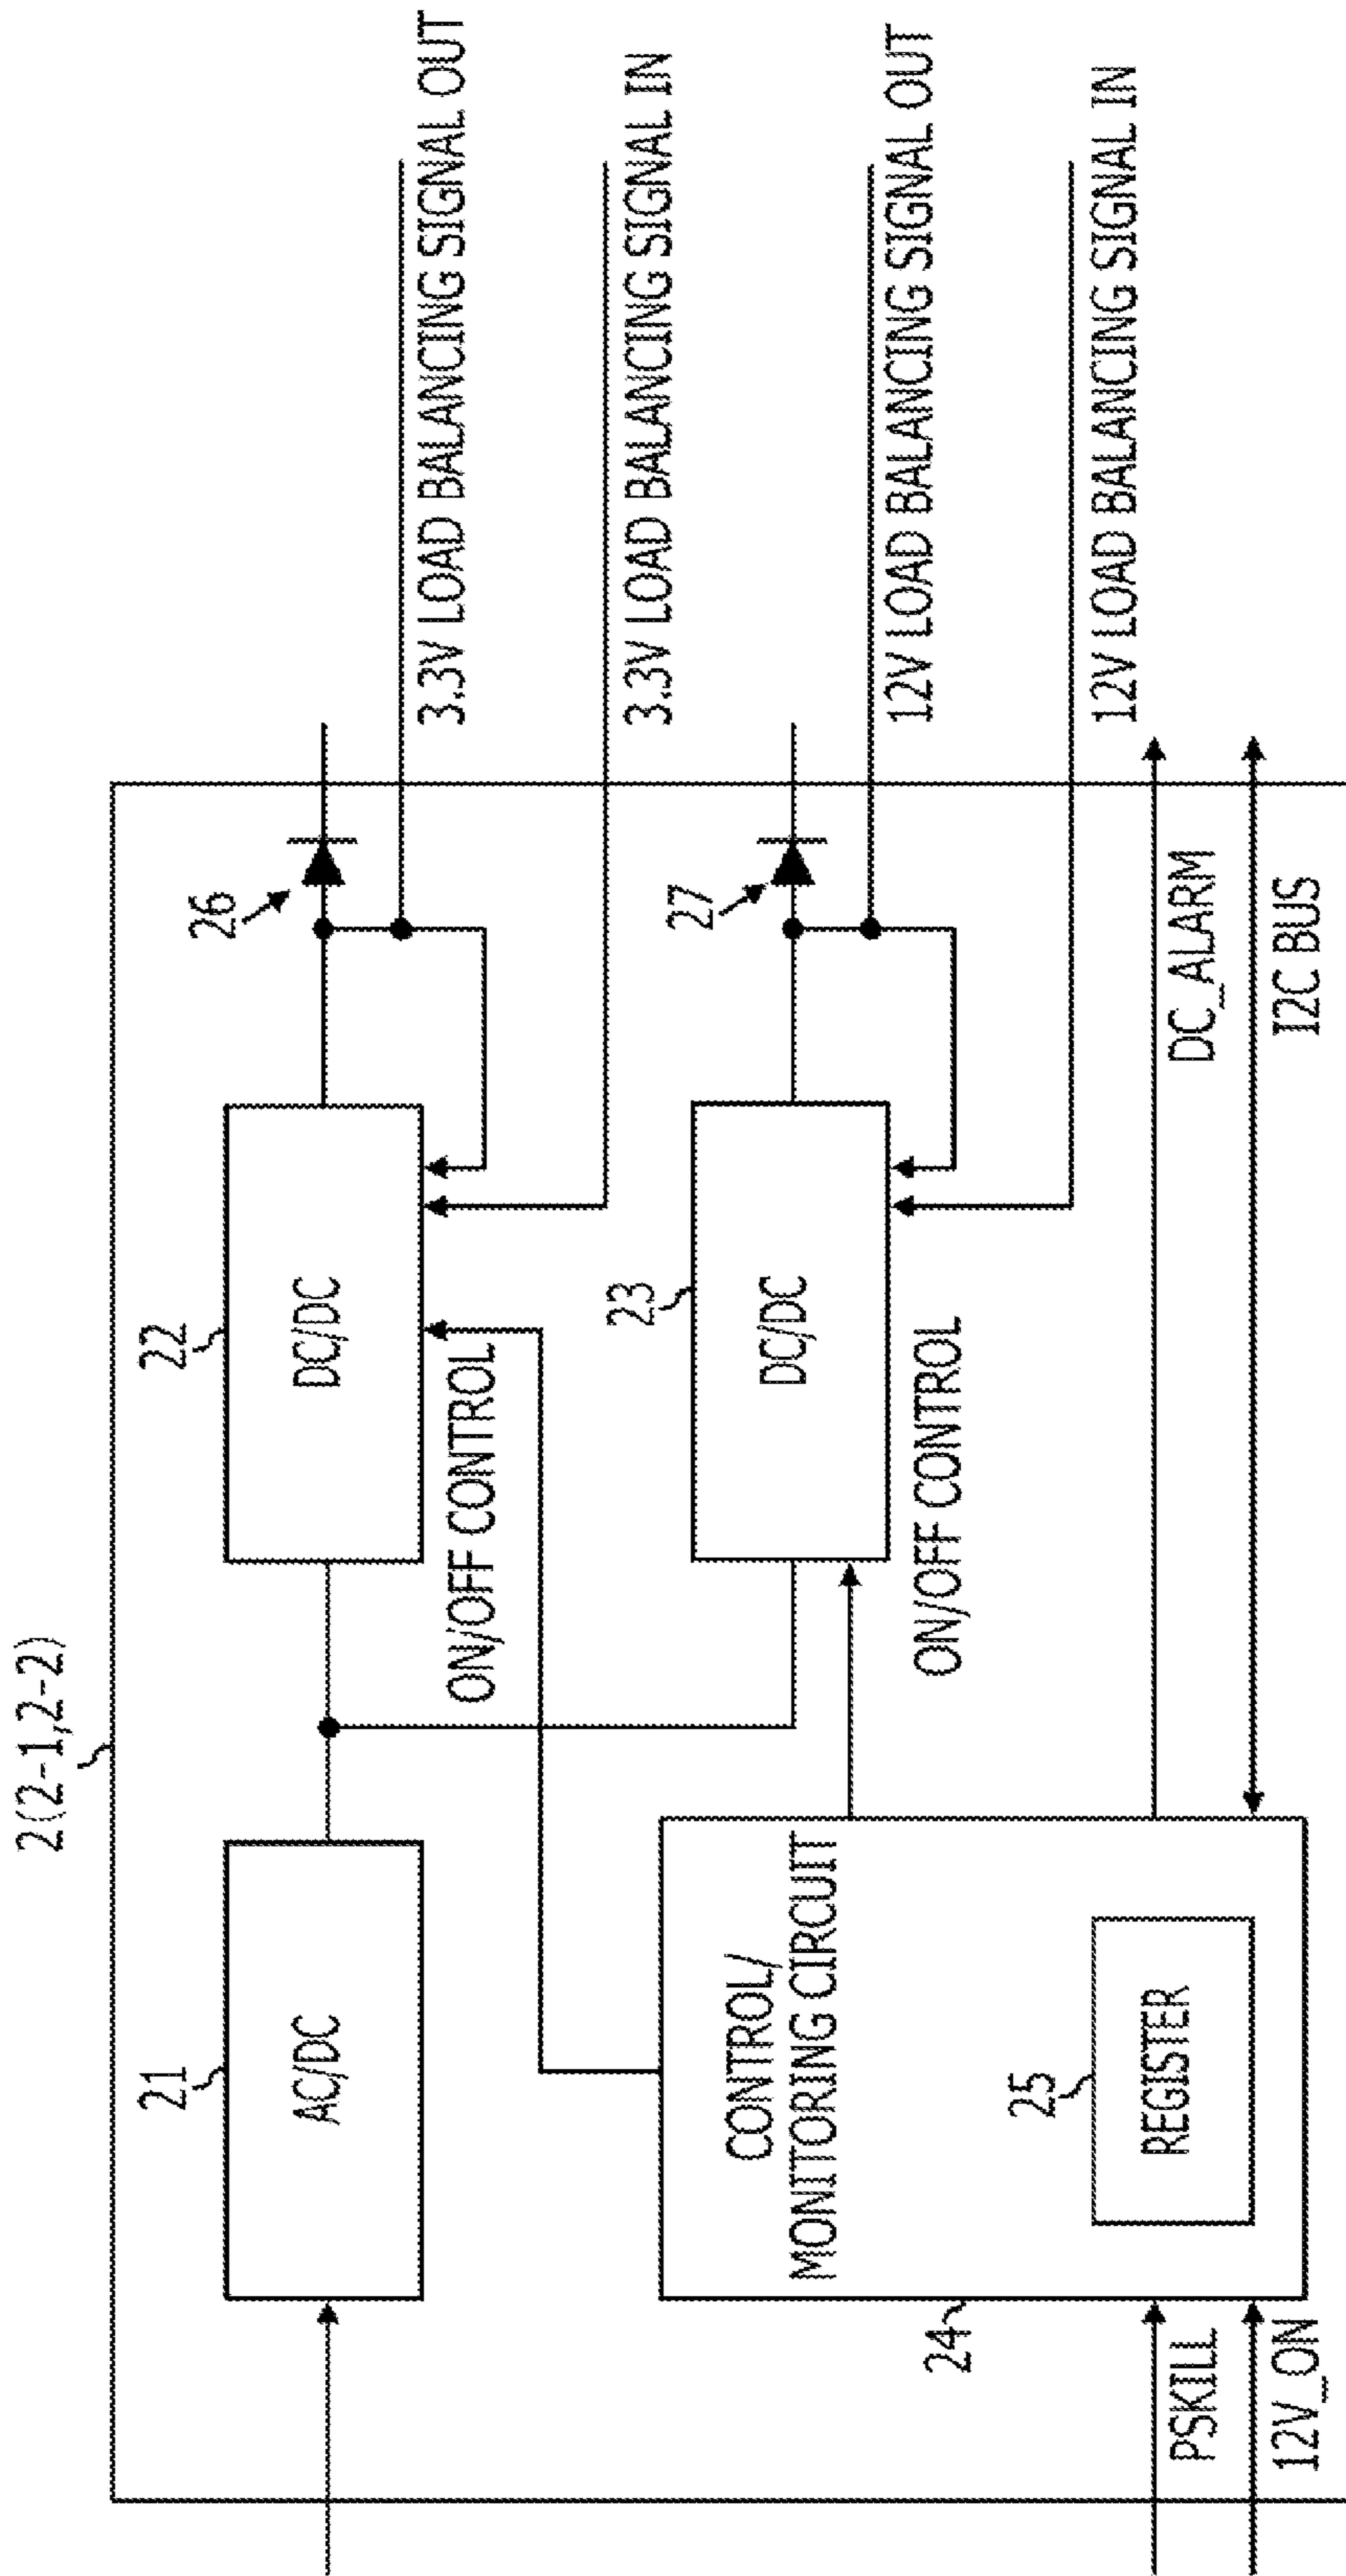 2(2-1,2-2)
21
AC/DC
22
DC/DC
26
3.3V LOAD BALANCING SIGNAL OUT
ON/OFF CONTROL
3.3V LOAD BALANCING SIGNAL IN
23
DC/DC
27
12V LOAD BALANCING SIGNAL OUT
ON/OFF CONTROL
12V LOAD BALANCING SIGNAL IN
CONTROL/
MONITORING CIRCUIT
24
25
REGISTER
PSKILL
DC_ALARM
12V_ON
I2C BUS